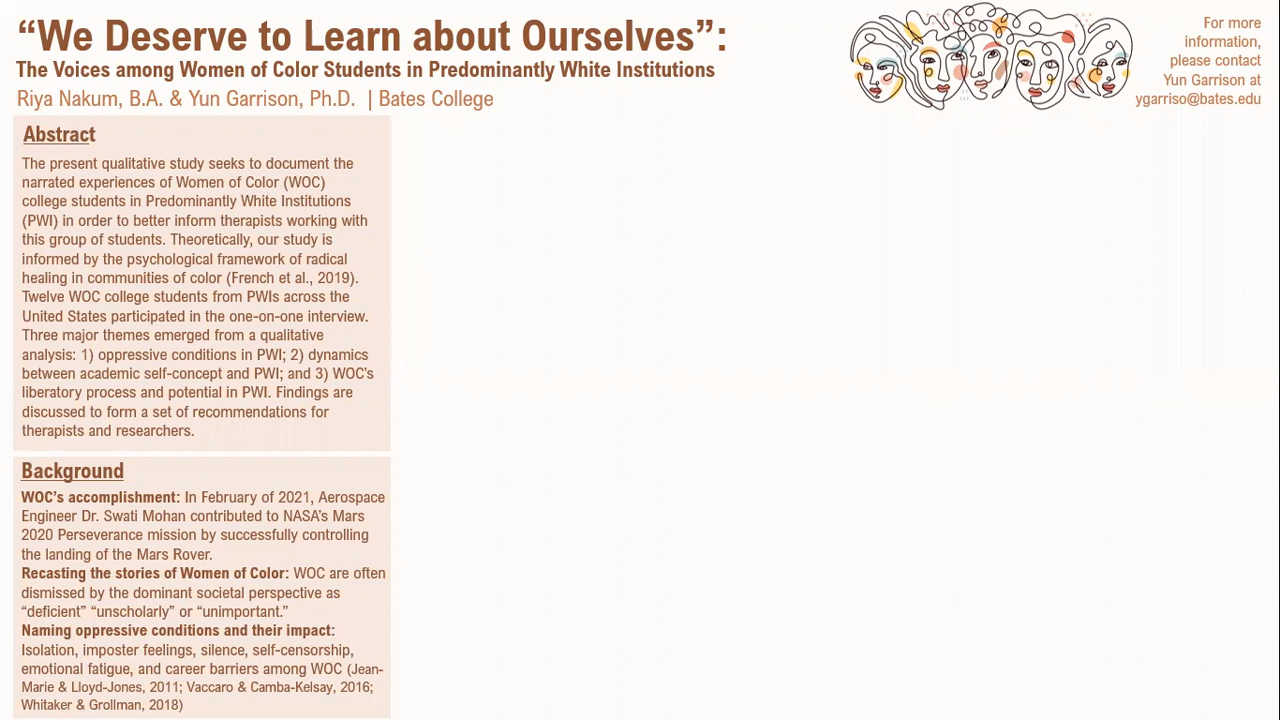 “We Deserve to Learn about Ourselves”:
The Voices among Women of Color Students in Predominantly White Institutions
Riya Nakum, B.A. & Yun Garrison, Ph.D. | Bates College
For more
information,
please contact
Yun Garrison at
ygarriso@bates.edu
Abstract
The present qualitative study seeks to document the
narrated experiences of Women of Color (WOC)
college students in Predominantly White Institutions
(PWI) in order to better inform therapists working with
this group of students. Theoretically, our study is
informed by the psychological framework of radical
healing in communities of color (French et al., 2019).
Twelve WOC college students from PWIs across the
United States participated in the one-on-one interview.
Three major themes emerged from a qualitative
analysis: 1) oppressive conditions in PWI; 2) dynamics
between academic self-concept and PWI; and 3) WOC’s
liberatory process and potential in PWI. Findings are
discussed to form a set of recommendations for
therapists and researchers.
Background
WOC’s accomplishment: In February of 2021, Aerospace
Engineer Dr. Swati Mohan contributed to NASA’s Mars
2020 Perseverance mission by successfully controlling
the landing of the Mars Rover.
Recasting the stories of Women of Color: WOC are often
dismissed by the dominant societal perspective as
“deficient” “unscholarly” or “unimportant.”
Naming oppressive conditions and their impact:
Isolation, imposter feelings, silence, self-censorship,
emotional fatigue, and career barriers among WOC (Jean-
Marie & Lloyd-Jones, 2011; Vaccaro & Camba-Kelsay, 2016;
Whitaker & Grollman, 2018)